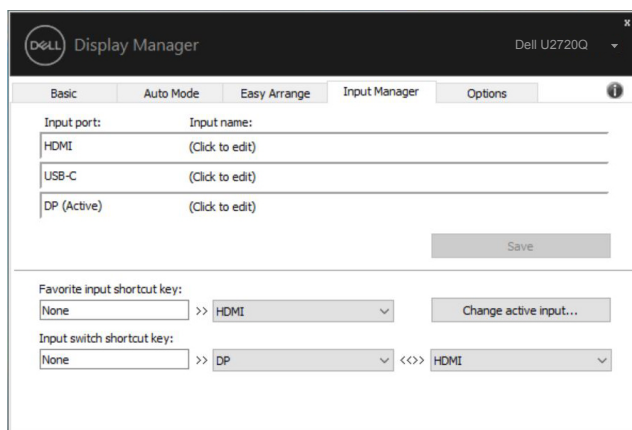 x
DELL Display Manager Dell U2720Q
Basic Auto Mode Easy Arrange Input Manager Options i
Input port: Input name:
HDMI (Click to edit)
USB-C (Click to edit)
DP (Active) (Click to edit)
Save
Favorite input shortcut key:
None >> HDMI Change active input...
Input switch shortcut key:
None >> DP <<>> HDMI